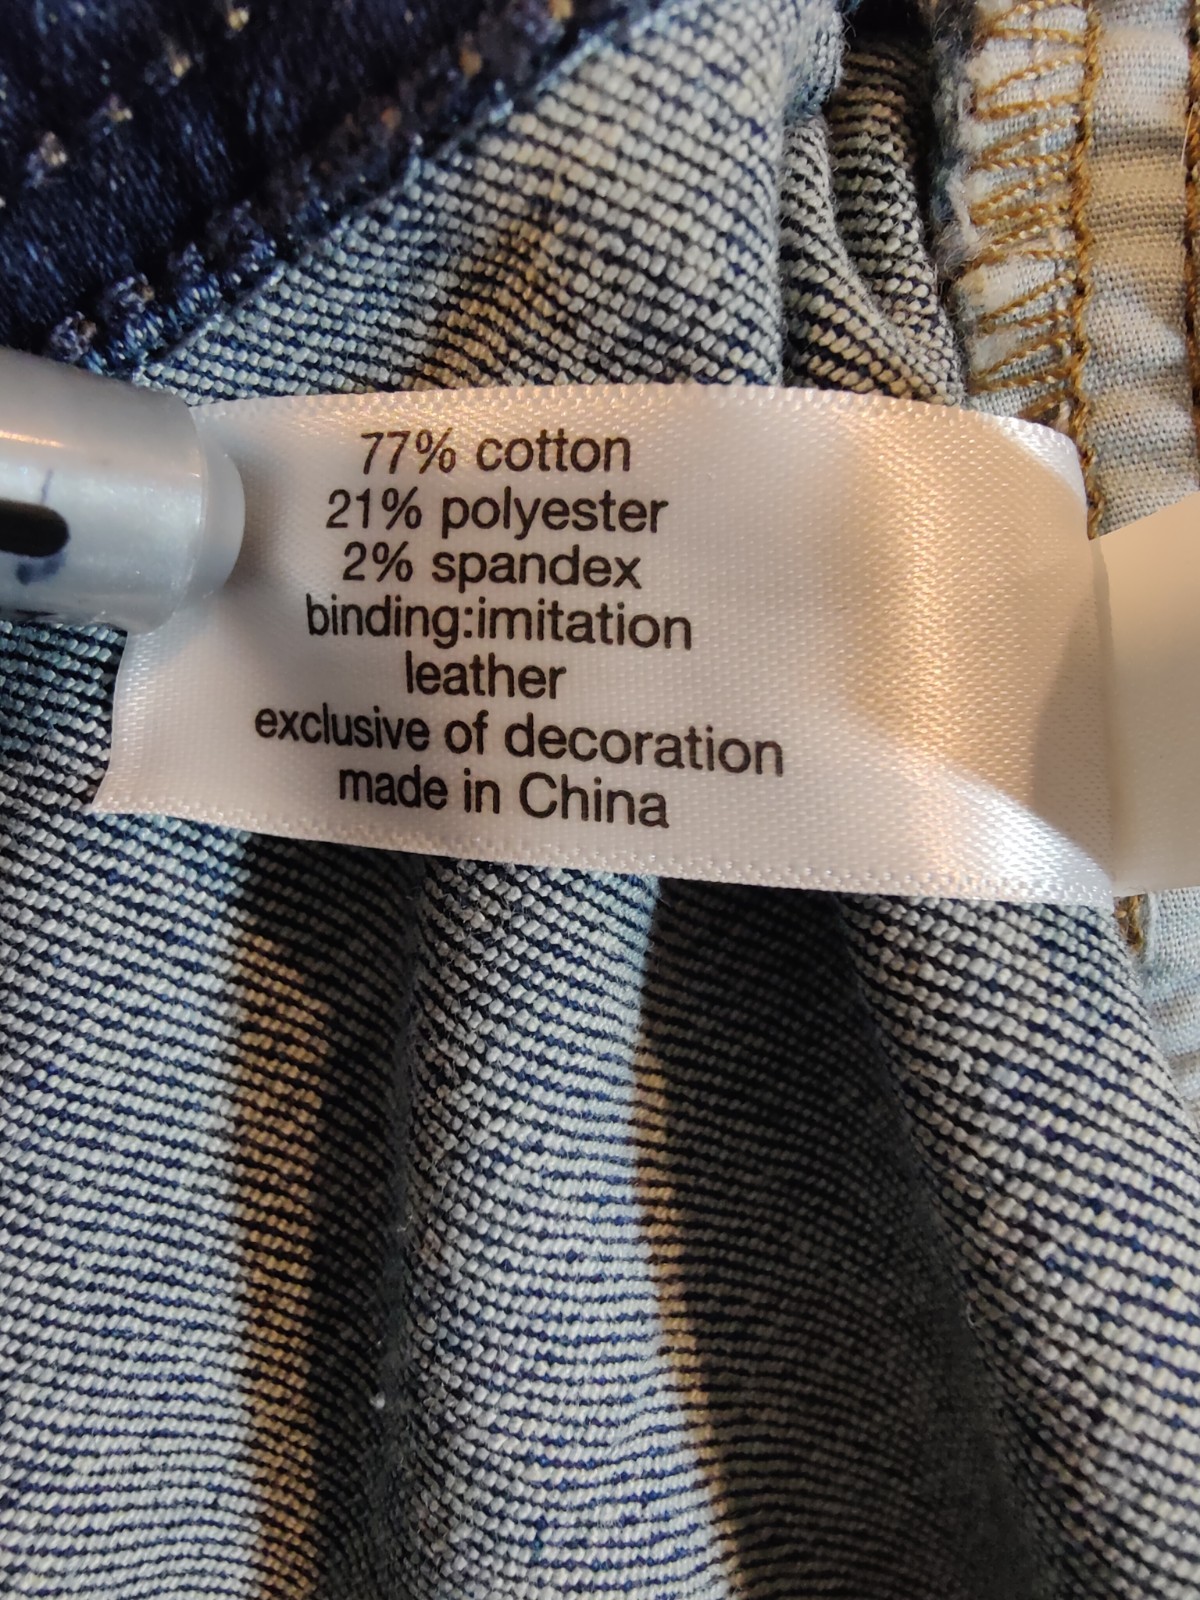 77% cotton
21% polyester
2% spandex
binding:imitation
leather
exclusive of decoration
made in China